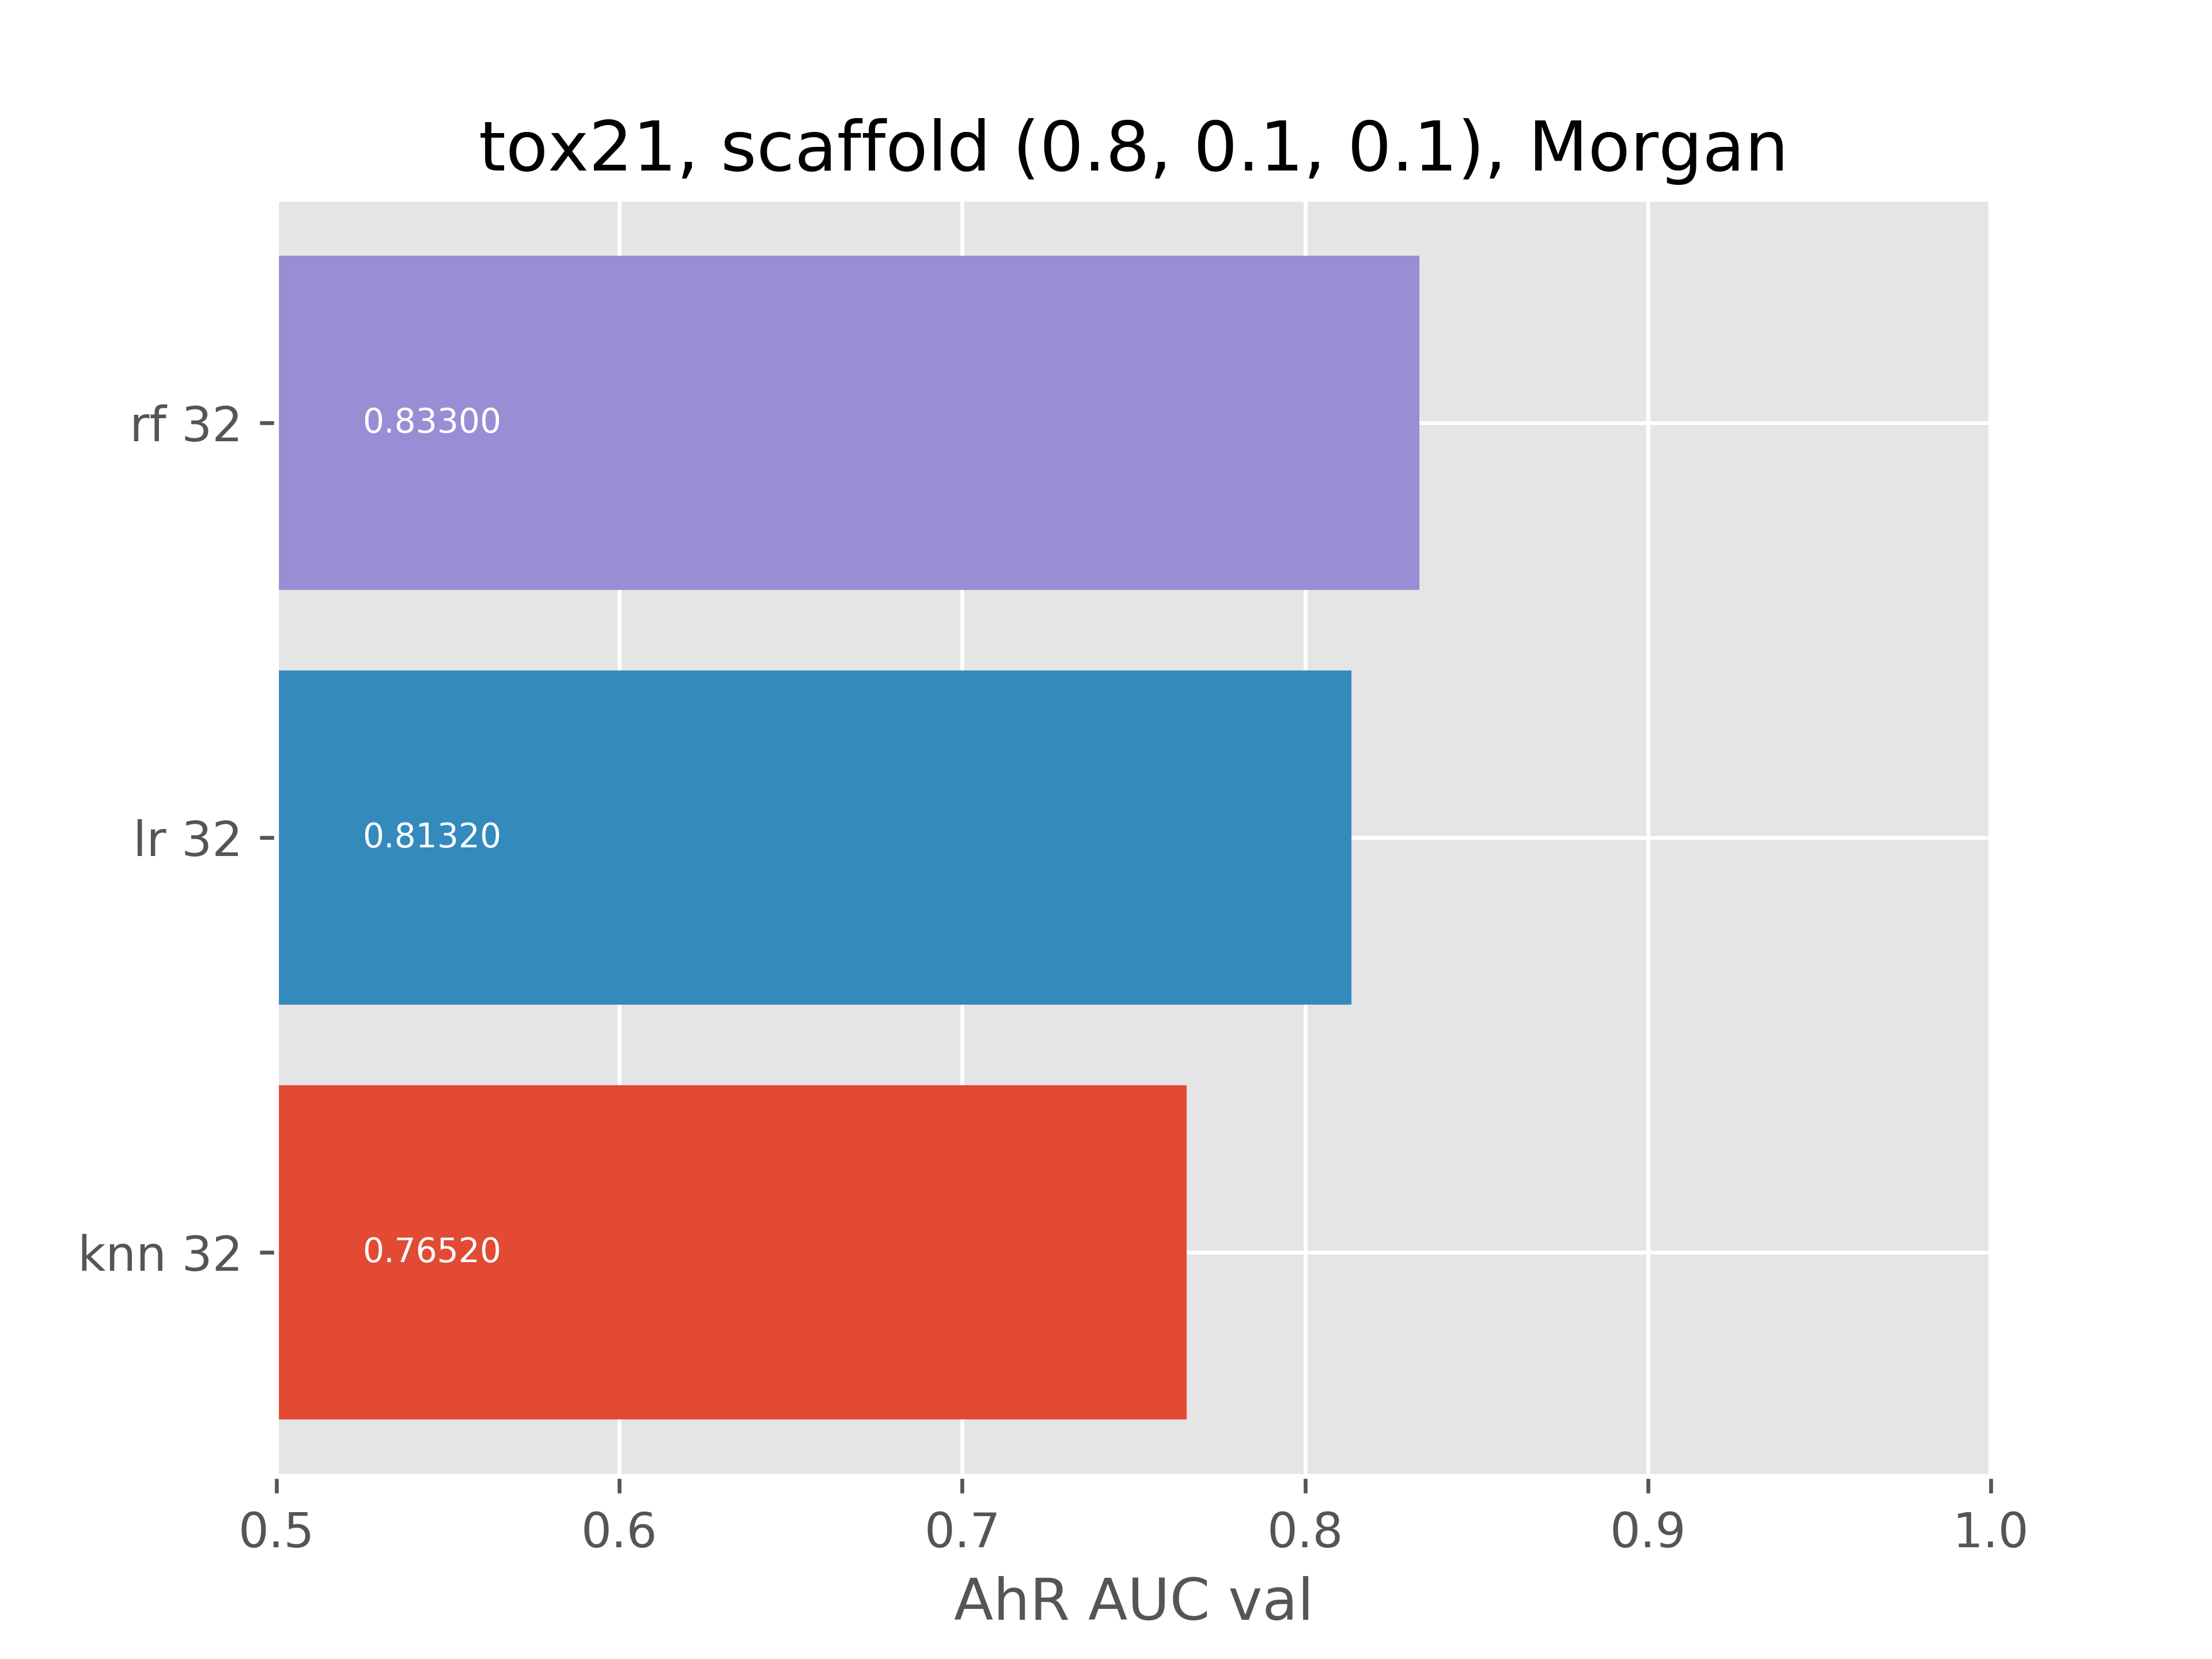 tox21, scaffold (0.8, 0.1, 0.1), Morgan
rf 32
0.83300
lr 32
0.81320
knn 32
0.76520
0.5 0.6 0.7 0.8 0.9 1.0
AhR AUC val